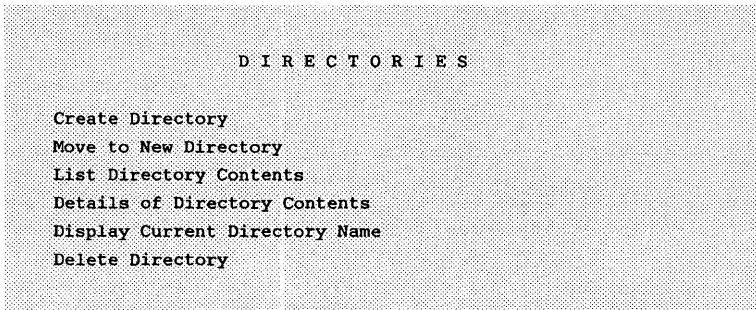 D I R E C T O R I E S
Create Directory
Move to New Directory
List Directory Contents
Details of Directory Contents
Display Current Directory Name
Delete Directory